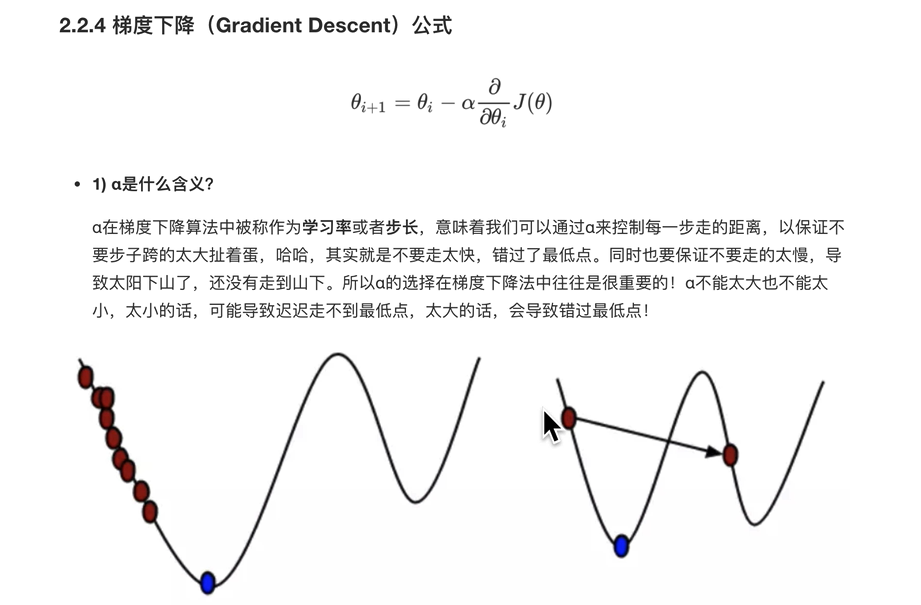 2.2.4 梯度下降（Gradient Descent）公式
θ_{i+1} = θ_i − α ∂/∂θ_i J(θ)
• 1) α是什么含义?
α在梯度下降算法中被称作为学习率或者步长，意味着我们可以通过α来控制每一步走的距离，以保证不
要步子跨的太大扯着蛋，哈哈，其实就是不要走太快，错过了最低点。同时也要保证不要走的太慢，导
致太阳下山了，还没有走到山下。所以α的选择在梯度下降法中往往是很重要的！α不能太大也不能太
小，太小的话，可能导致迟迟走不到最低点，太大的话，会导致错过最低点！